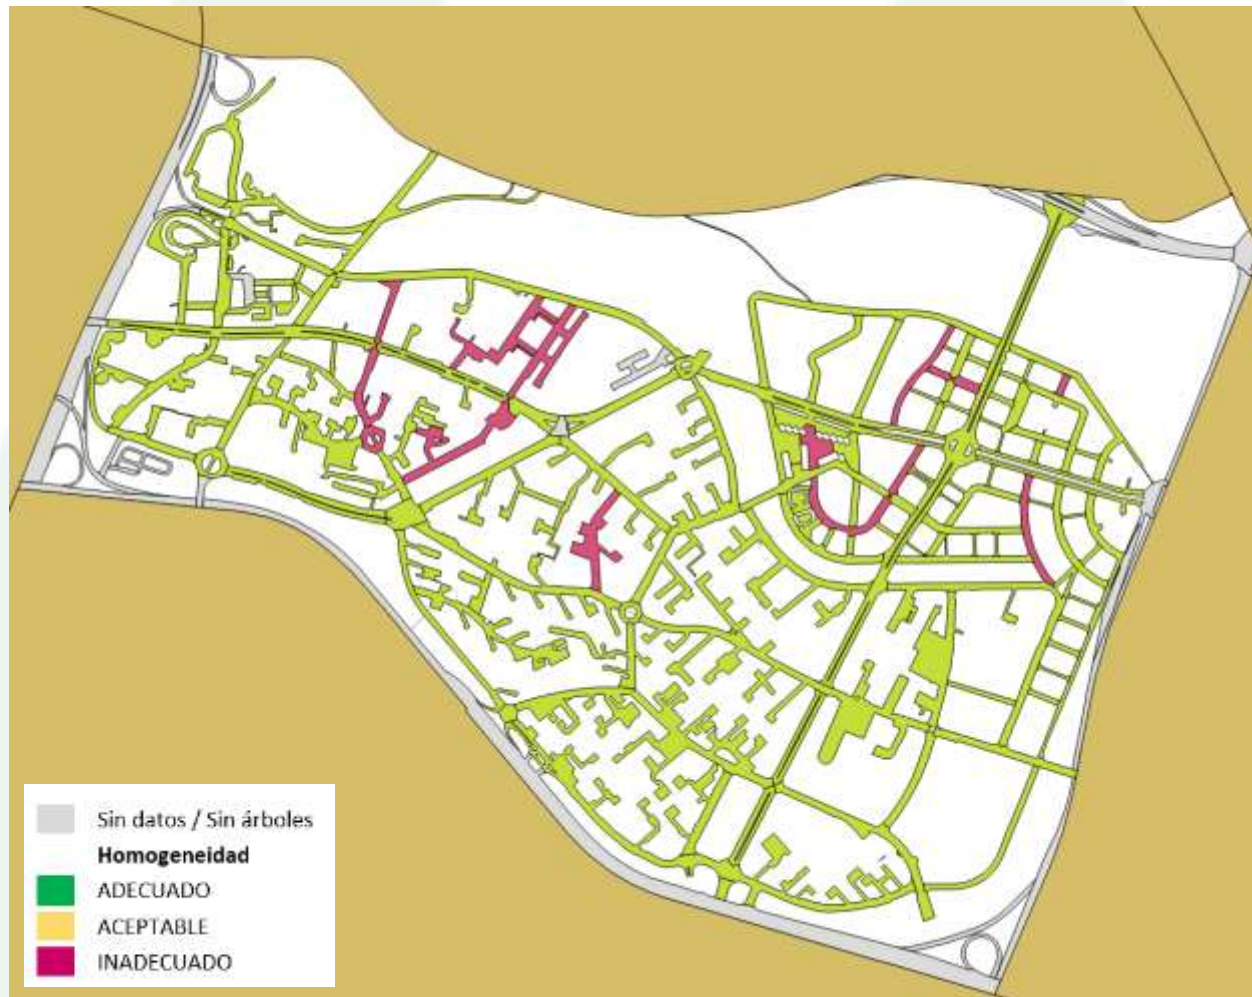 Sin datos / Sin árboles
Homogeneidad
ADECUADO
ACEPTABLE
INADECUADO